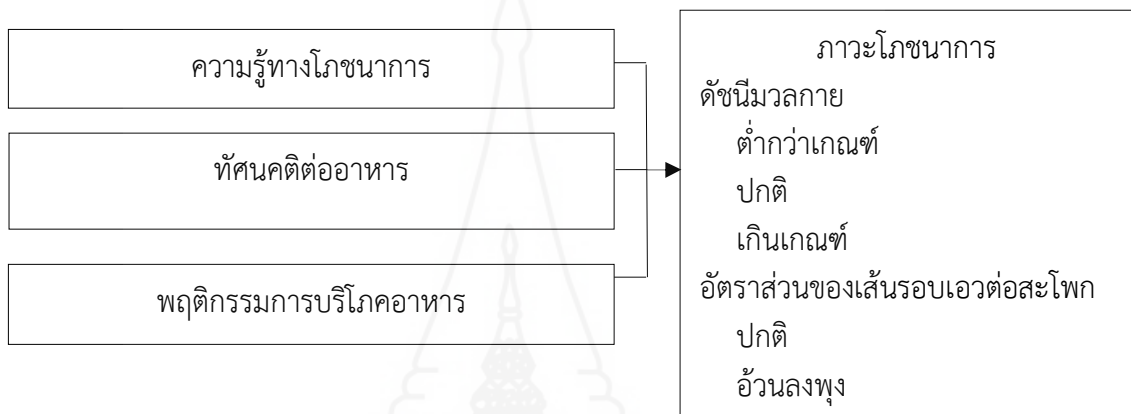 ความรู้ทางโภชนาการ
ทัศนคติต่ออาหาร
พฤติกรรมการบริโภคอาหาร
ภาวะโภชนาการ
ดัชนีมวลกาย
ต่ำกว่าเกณฑ์
ปกติ
เกินเกณฑ์
อัตราส่วนของเส้นรอบเอวต่อสะโพก
ปกติ
อ้วนลงพุง